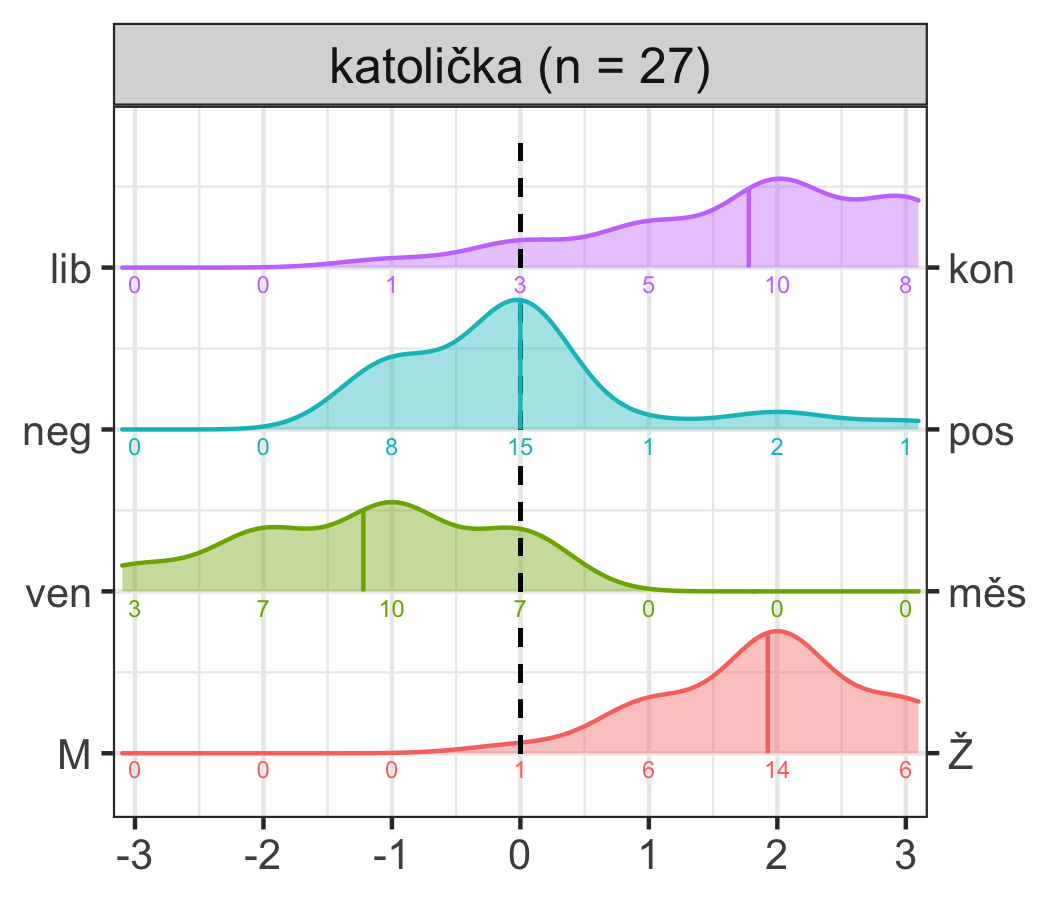 katolička (n = 27)
lib kon
0 0 1 3 5 10 8
neg pos
0 0 8 15 1 2 1
ven měs
3 7 10 7 0 0 0
M Ž
0 0 0 1 6 14 6
-3 -2 -1 0 1 2 3